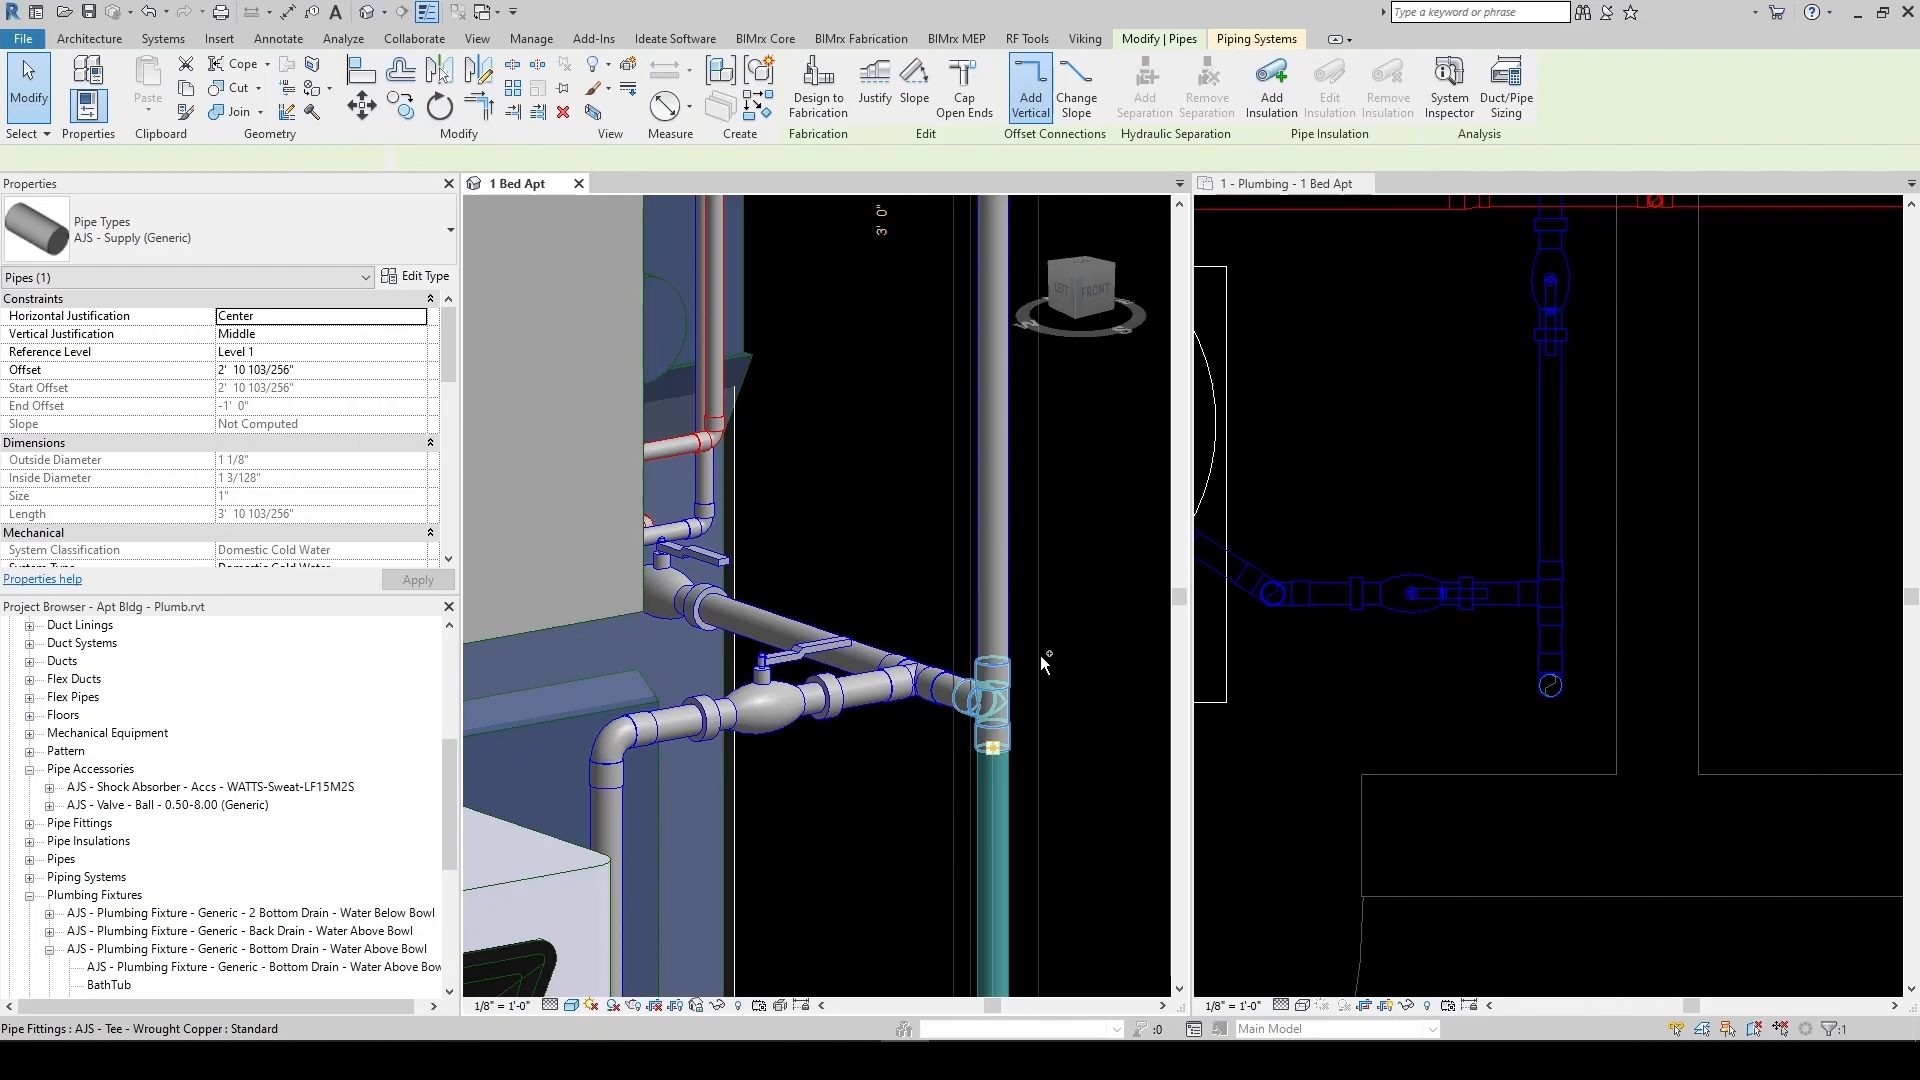 Type a keyword or phrase
File Architecture Systems Insert Annotate Analyze Collaborate View Manage Add-Ins Ideate Software BIMrx Core BIMrx Fabrication BIMrx MEP RF Tools Viking Modify | Pipes Piping Systems
Modify
Paste
Cope
Cut
Join
Design to
Fabrication
Justify
Slope
Cap
Open Ends
Add
Vertical
Change
Slope
Add
Separation
Remove
Separation
Add
Insulation
Edit
Insulation
Remove
Insulation
System
Inspector
Duct/Pipe
Sizing
Select Properties Clipboard Geometry Modify View Measure Create Fabrication Edit Offset Connections Hydraulic Separation Pipe Insulation Analysis
Properties
1 Bed Apt
1 - Plumbing - 1 Bed Apt
Pipe Types
AJS - Supply (Generic)
Pipes (1)
Edit Type
Constraints
Horizontal Justification Center
Vertical Justification Middle
Reference Level Level 1
Offset 2' 10 103/256"
Start Offset 2' 10 103/256"
End Offset -1' 0"
Slope Not Computed
Dimensions
Outside Diameter 1 1/8"
Inside Diameter 1 3/128"
Size 1"
Length 3' 10 103/256"
Mechanical
System Classification Domestic Cold Water
Properties help
Apply
Project Browser - Apt Bldg - Plumb.rvt
Duct Linings
Duct Systems
Ducts
Flex Ducts
Flex Pipes
Floors
Mechanical Equipment
Pattern
Pipe Accessories
AJS - Shock Absorber - Accs - WATTS-Sweat-LF15M2S
AJS - Valve - Ball - 0.50-8.00 (Generic)
Pipe Fittings
Pipe Insulations
Pipes
Piping Systems
Plumbing Fixtures
AJS - Plumbing Fixture - Generic - 2 Bottom Drain - Water Below Bowl
AJS - Plumbing Fixture - Generic - Back Drain - Water Above Bowl
AJS - Plumbing Fixture - Generic - Bottom Drain - Water Above Bowl
AJS - Plumbing Fixture - Generic - Bottom Drain - Water Above Bow
BathTub
3' 0"
LEFT
FRONT
1/8" = 1'-0"
1/8" = 1'-0"
Pipe Fittings : AJS - Tee - Wrought Copper : Standard
:0
Main Model
:1